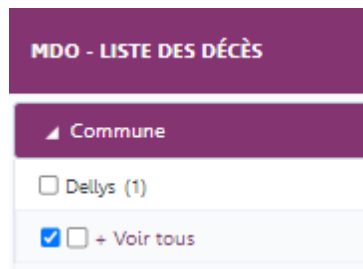 MDO - LISTE DES DÉCÈS
Commune
Dellys (1)
+ Voir tous